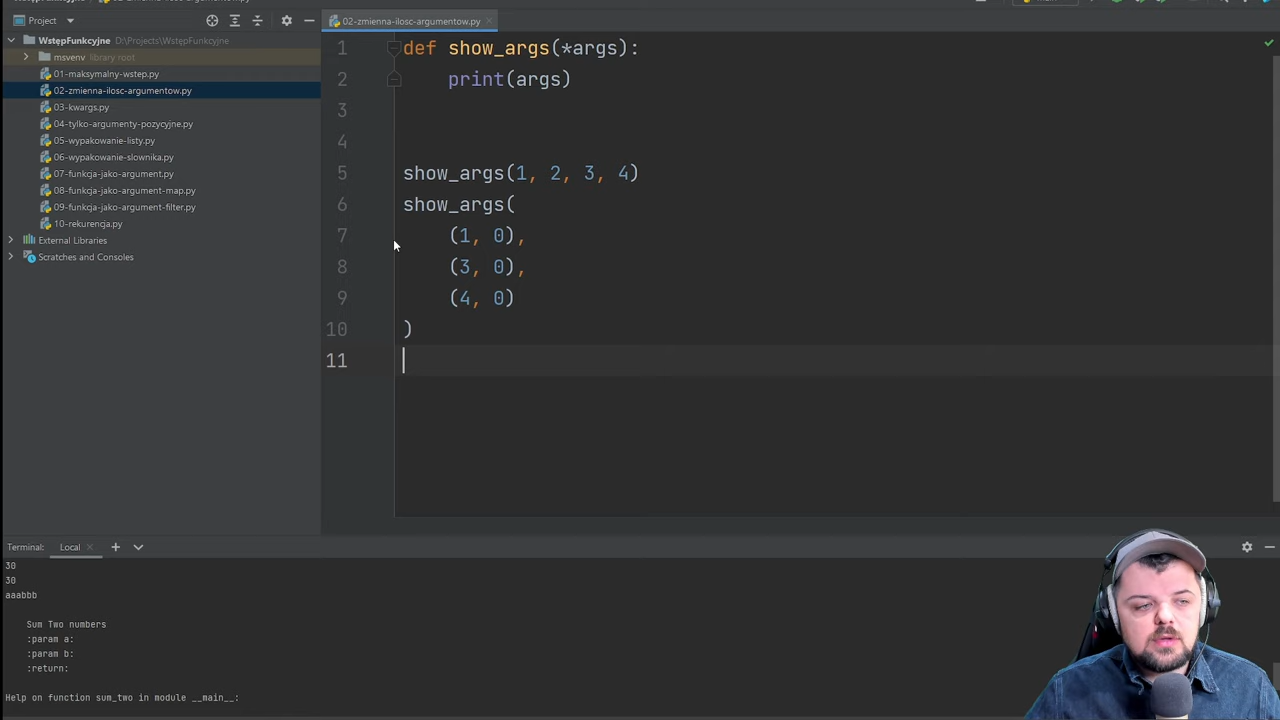 Project
02-zmienna-ilosc-argumentow.py
WstępFunkcyjne D:\Projects\WstępFunkcyjne
msvenv library root
01-maksymalny-wstep.py
02-zmienna-ilosc-argumentow.py
03-kwargs.py
04-tylko-argumenty-pozycyjne.py
05-wypakowanie-listy.py
06-wypakowanie-slownika.py
07-funkcja-jako-argument.py
08-funkcja-jako-argument-map.py
09-funkcja-jako-argument-filter.py
10-rekurencja.py
External Libraries
Scratches and Consoles
1 def show_args(*args):
2 print(args)
3
4
5 show_args(1, 2, 3, 4)
6 show_args(
7 (1, 0),
8 (3, 0),
9 (4, 0)
10 )
11
Terminal: Local
30
30
aaabbb
Sum Two numbers
:param a:
:param b:
:return:
Help on function sum_two in module __main__: